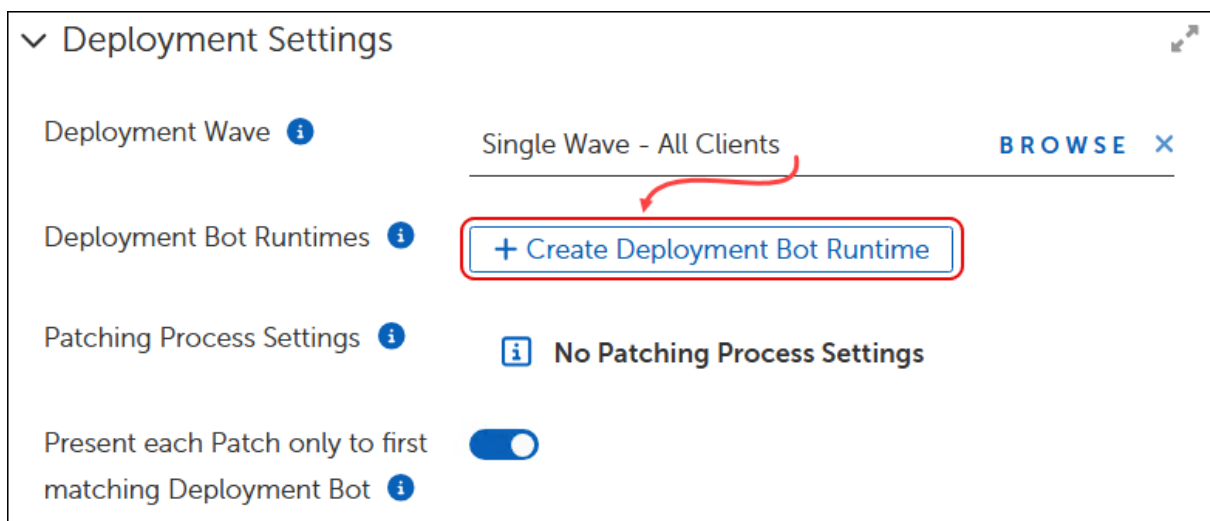 Deployment Settings
Deployment Wave
Single Wave - All Clients
BROWSE
Deployment Bot Runtimes
+ Create Deployment Bot Runtime
Patching Process Settings
No Patching Process Settings
Present each Patch only to first
matching Deployment Bot